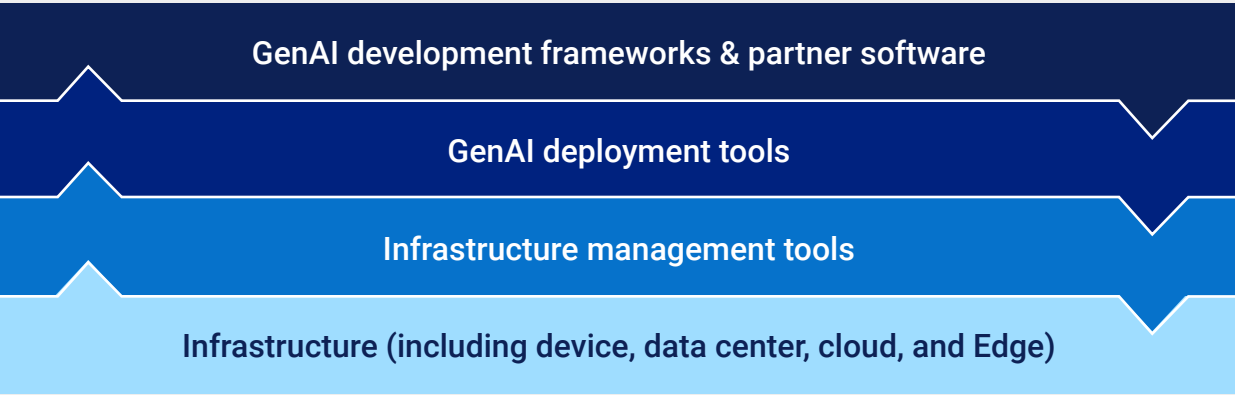 GenAI development frameworks & partner software
GenAI deployment tools
Infrastructure management tools
Infrastructure (including device, data center, cloud, and Edge)